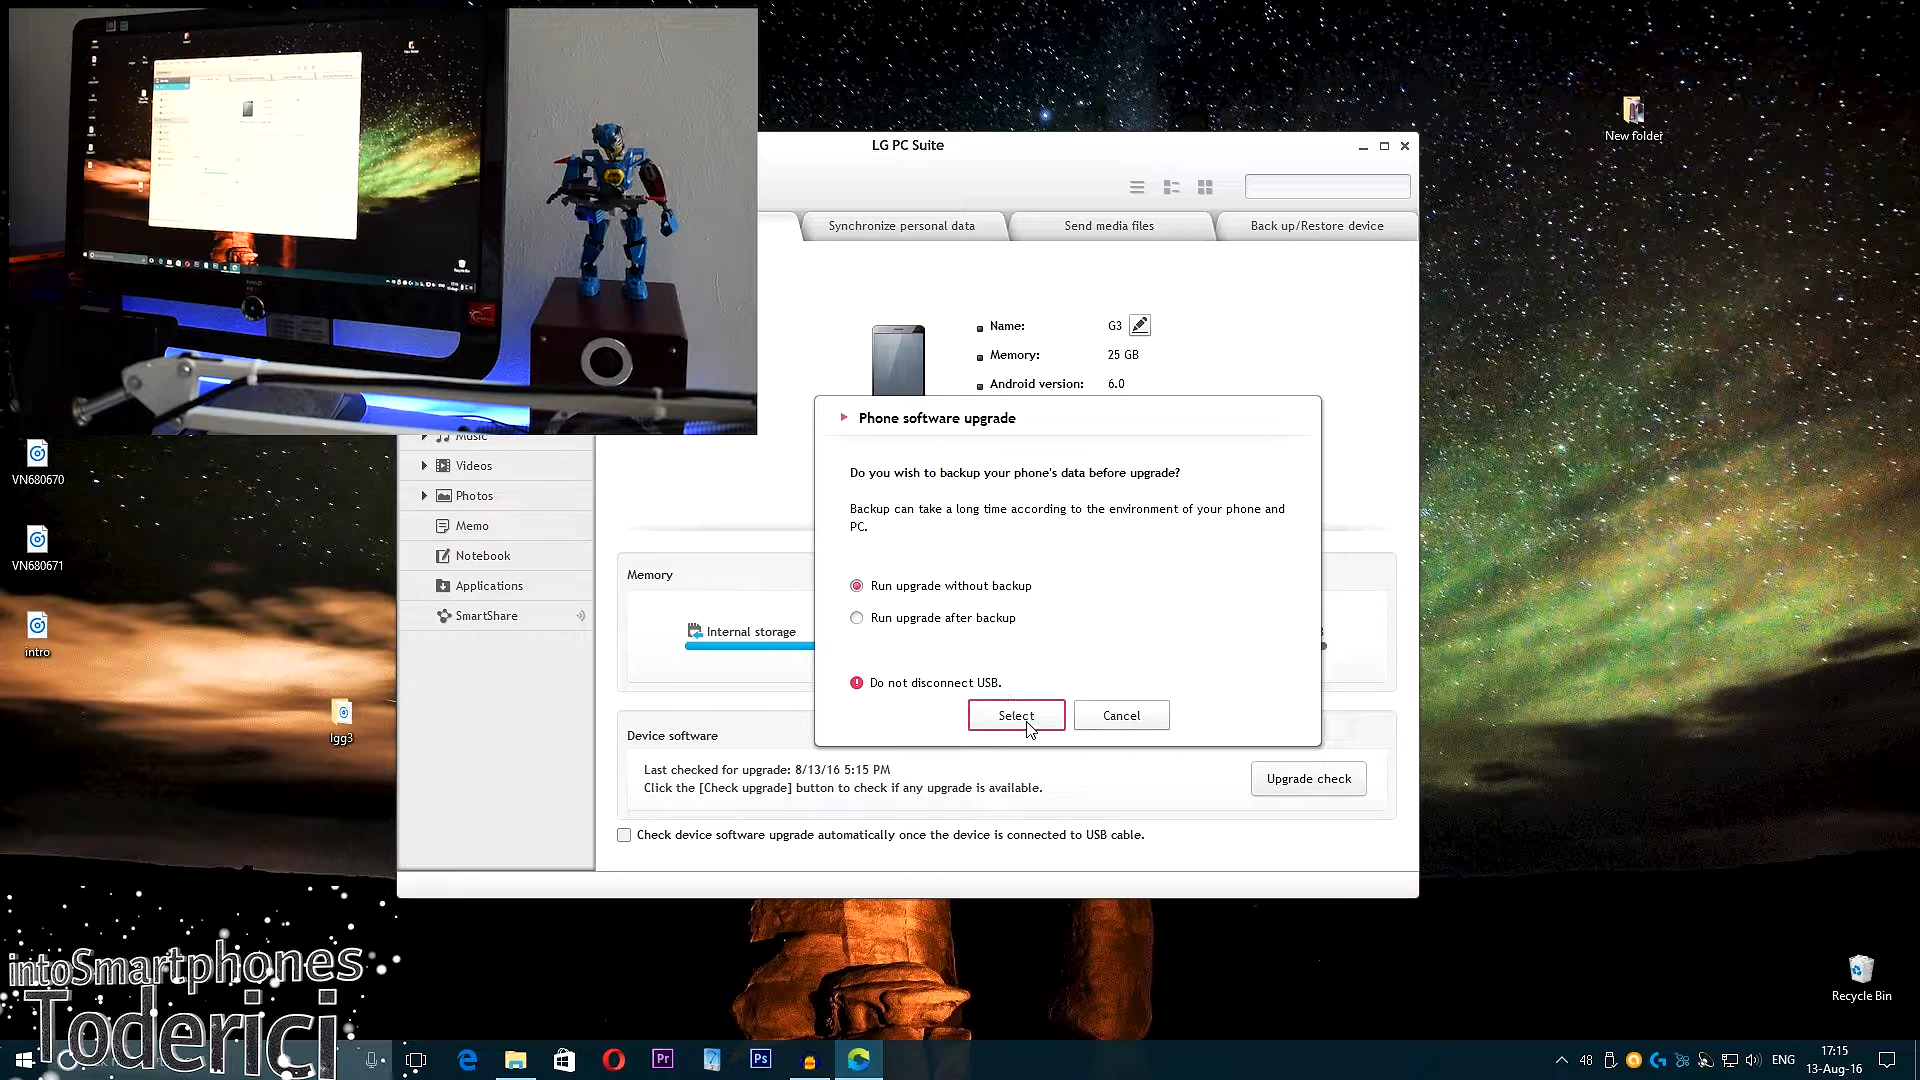 LG PC Suite
New folder
Synchronize personal data
Send media files
Back up/Restore device
Name:
G3
Memory:
25 GB
Android version:
6.0
Music
Videos
Photos
Memo
Notebook
Applications
SmartShare
VN680670
VN680671
intro
lgg3
Phone software upgrade
Do you wish to backup your phone's data before upgrade?
Backup can take a long time according to the environment of your phone and
PC.
Run upgrade without backup
Run upgrade after backup
Do not disconnect USB.
Select
Cancel
Memory
Internal storage
Device software
Last checked for upgrade: 8/13/16 5:15 PM
Click the [Check upgrade] button to check if any upgrade is available.
Upgrade check
Check device software upgrade automatically once the device is connected to USB cable.
intoSmartphones
Toderici
Recycle Bin
Pr
Ps
48
ENG
17:15
13-Aug-16